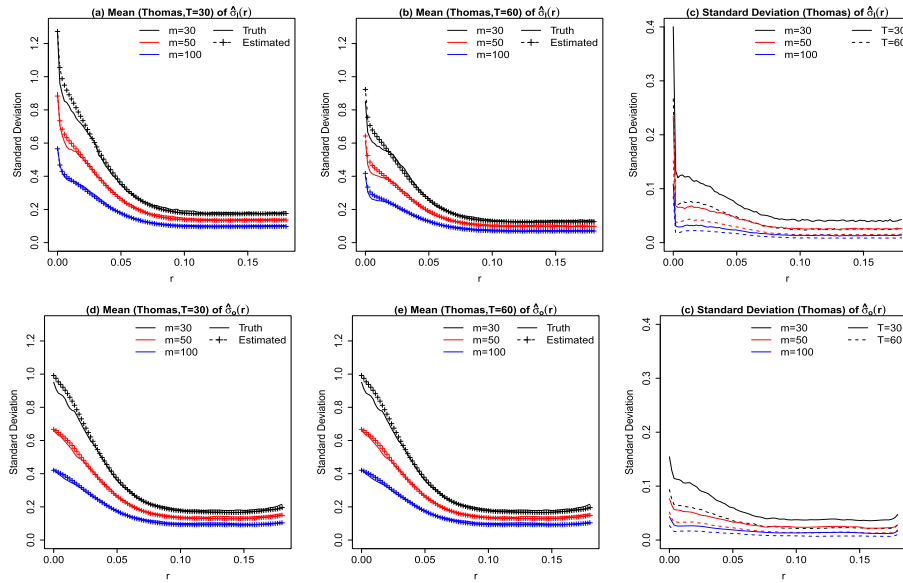 (a) Mean (Thomas,T=30) of σ̂ₗ(r)
m=30 Truth
m=50 Estimated
m=100
Standard Deviation
0.0 0.2 0.4 0.6 0.8 1.0 1.2
0.00 0.05 0.10 0.15
r
(b) Mean (Thomas,T=60) of σ̂ₗ(r)
m=30 Truth
m=50 Estimated
m=100
Standard Deviation
0.0 0.2 0.4 0.6 0.8 1.0 1.2
0.00 0.05 0.10 0.15
r
(c) Standard Deviation (Thomas) of σ̂ₗ(r)
m=30 T=30
m=50 T=60
m=100
Standard Deviation
0.0 0.1 0.2 0.3 0.4
0.00 0.05 0.10 0.15
r
(d) Mean (Thomas,T=30) of σ̂ₒ(r)
m=30 Truth
m=50 Estimated
m=100
Standard Deviation
0.0 0.2 0.4 0.6 0.8 1.0 1.2
0.00 0.05 0.10 0.15
r
(e) Mean (Thomas,T=60) of σ̂ₒ(r)
m=30 Truth
m=50 Estimated
m=100
Standard Deviation
0.0 0.2 0.4 0.6 0.8 1.0 1.2
0.00 0.05 0.10 0.15
r
(c) Standard Deviation (Thomas) of σ̂ₒ(r)
m=30 T=30
m=50 T=60
m=100
Standard Deviation
0.0 0.1 0.2 0.3 0.4
0.00 0.05 0.10 0.15
r